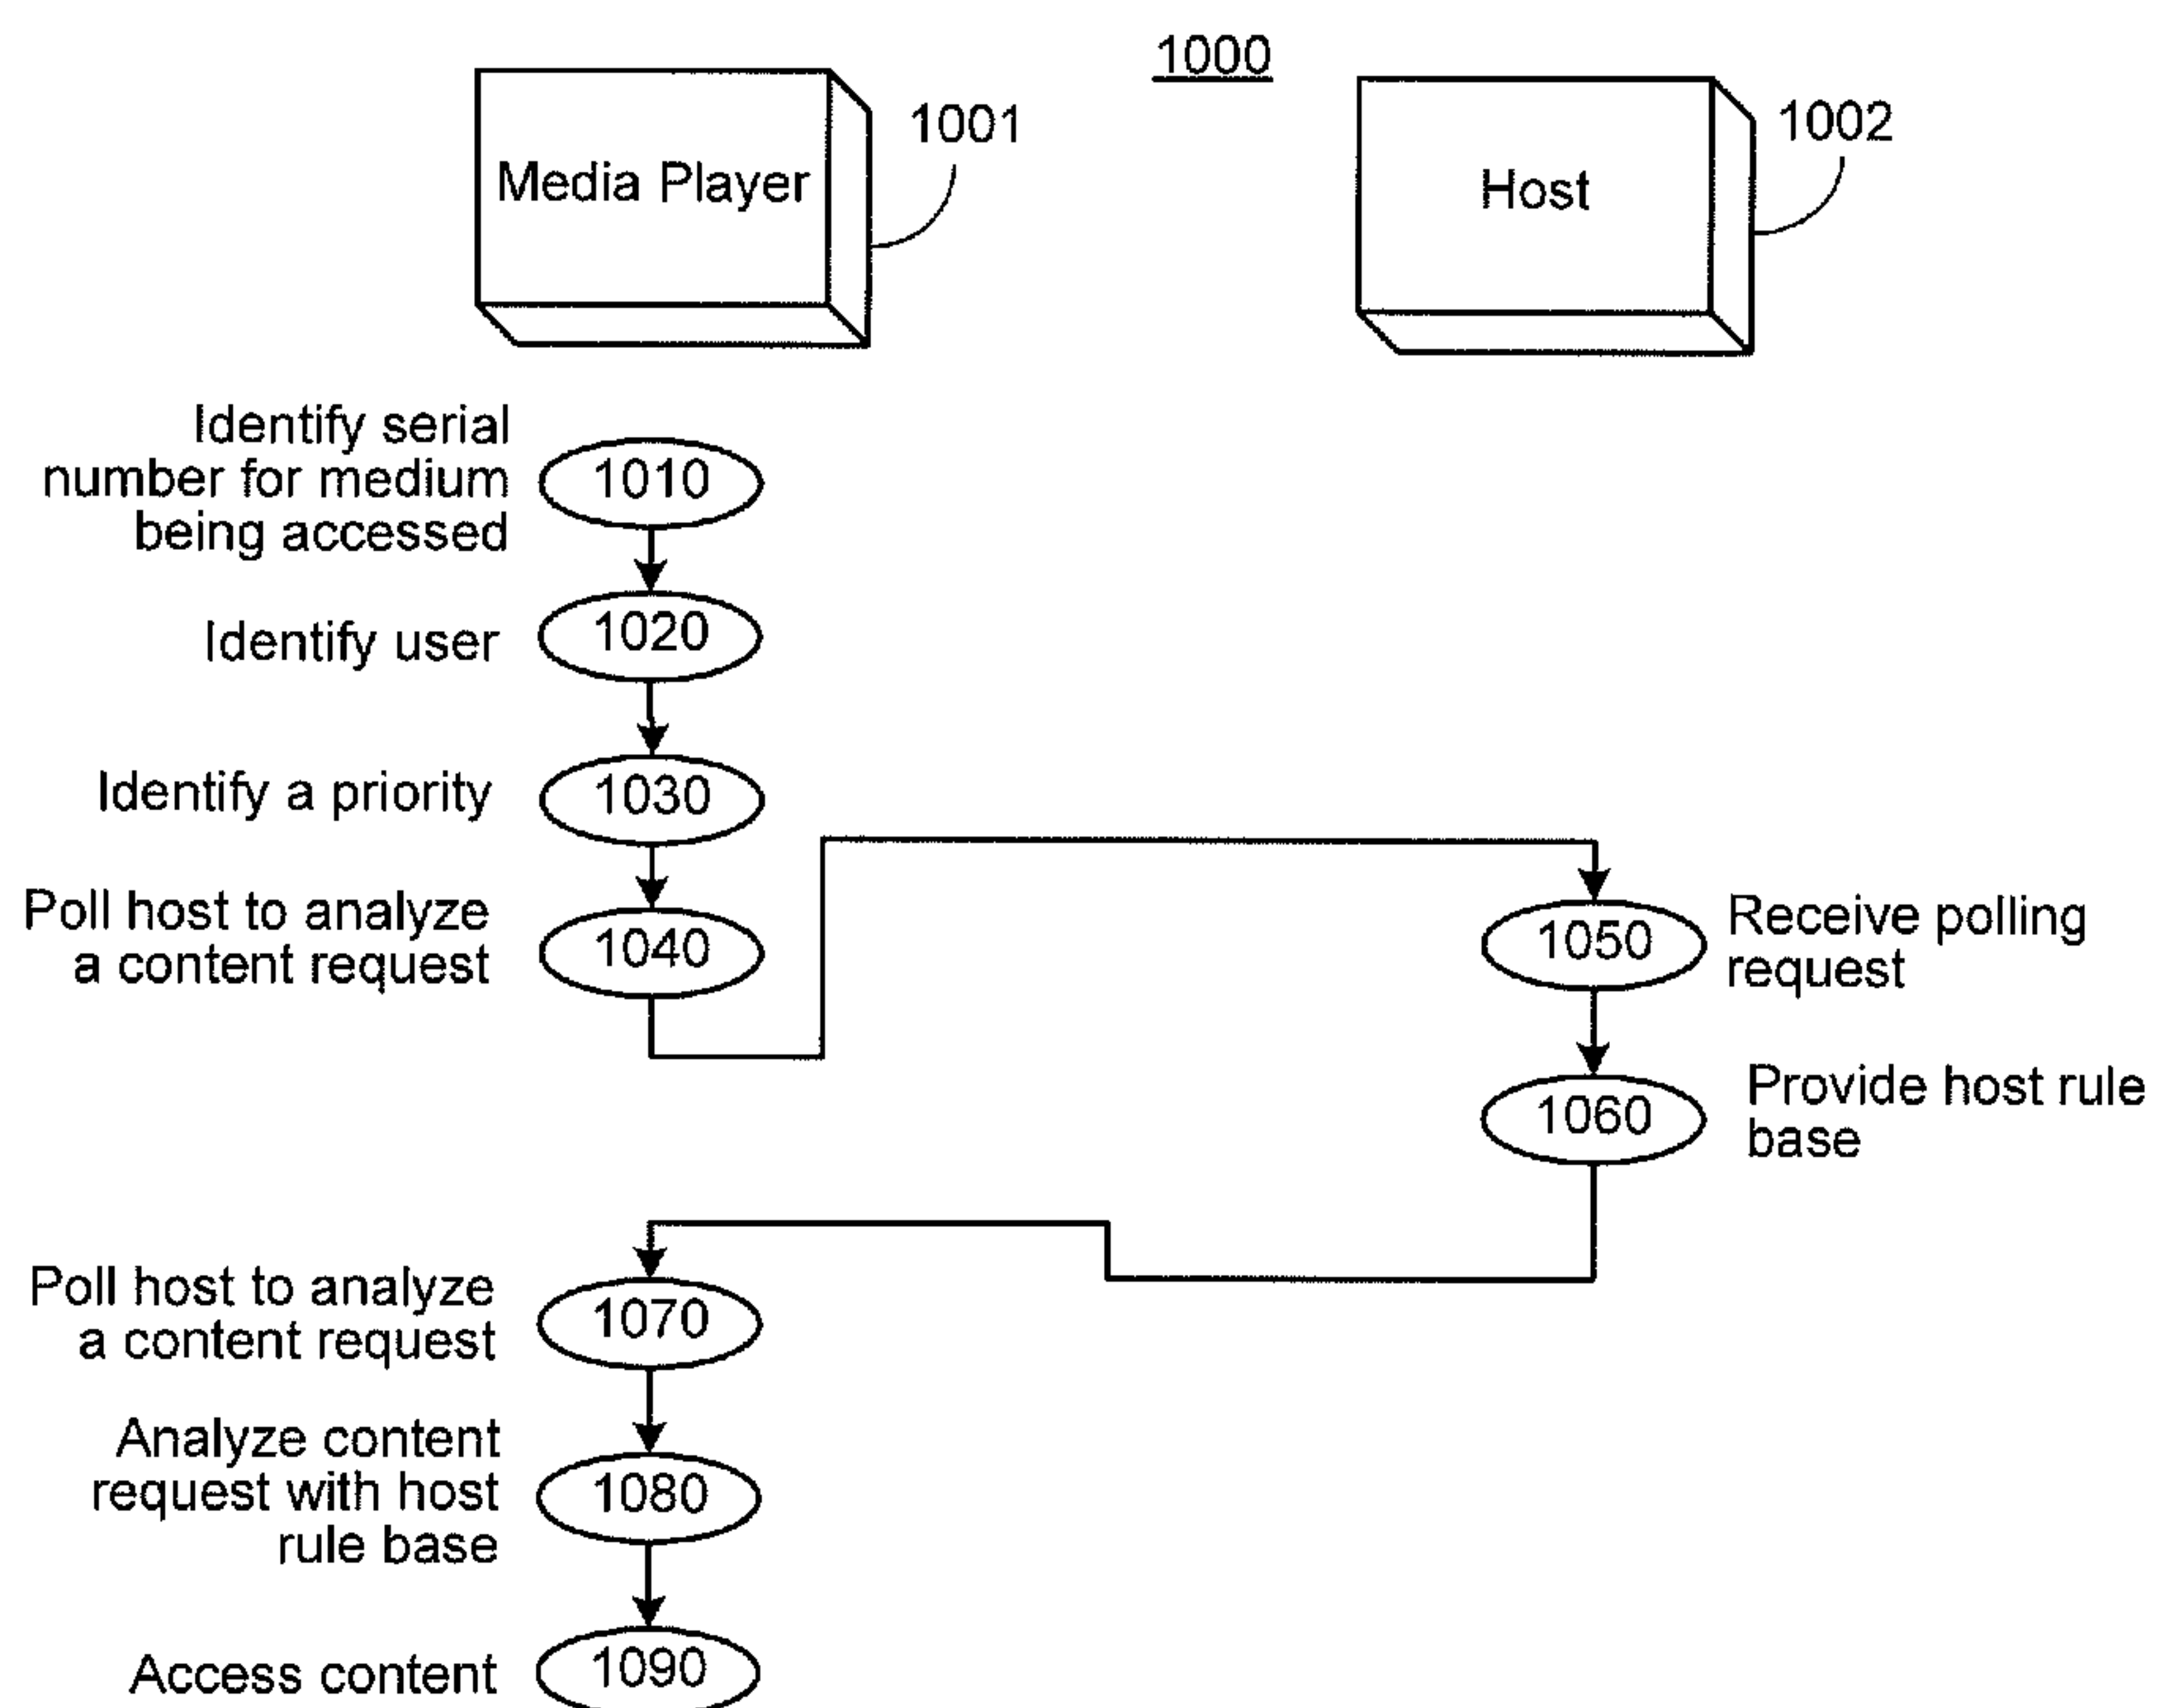 1000
Media Player
1001
Host
1002
Identify serial
number for medium
being accessed
1010
Identify user
1020
Identify a priority
1030
Poll host to analyze
a content request
1040
1050
Receive polling
request
1060
Provide host rule
base
Poll host to analyze
a content request
1070
Analyze content
request with host
rule base
1080
Access content
1090